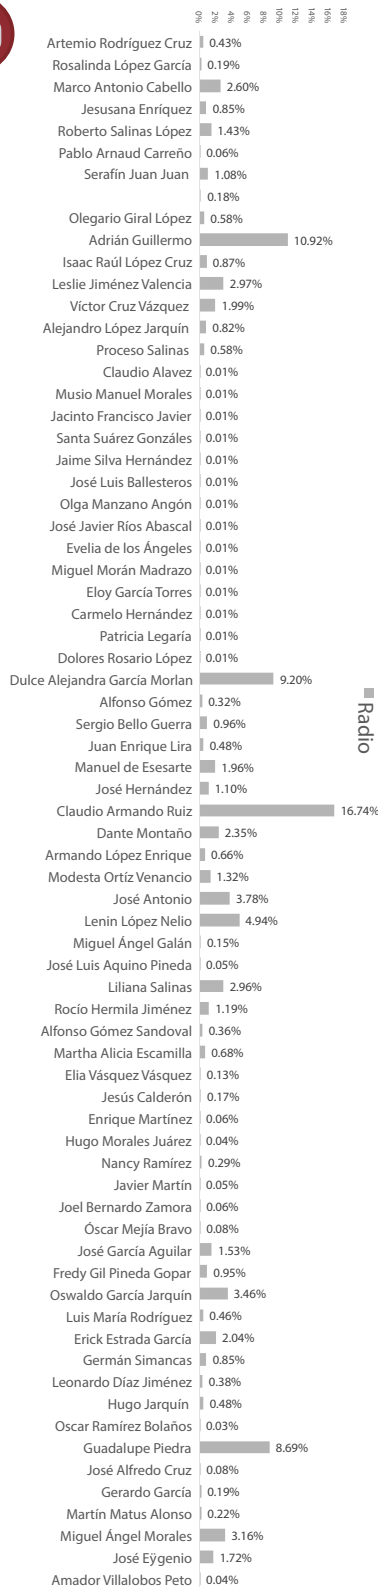 0% 2% 4% 6% 8% 10% 12% 14% 16% 18%
Artemio Rodríguez Cruz 0.43%
Rosalinda López García 0.19%
Marco Antonio Cabello 2.60%
Jesusana Enríquez 0.85%
Roberto Salinas López 1.43%
Pablo Arnaud Carreño 0.06%
Serafín Juan Juan 1.08%
0.18%
Olegario Giral López 0.58%
Adrián Guillermo 10.92%
Isaac Raúl López Cruz 0.87%
Leslie Jiménez Valencia 2.97%
Víctor Cruz Vázquez 1.99%
Alejandro López Jarquín 0.82%
Proceso Salinas 0.58%
Claudio Alavez 0.01%
Musio Manuel Morales 0.01%
Jacinto Francisco Javier 0.01%
Santa Suárez Gonzáles 0.01%
Jaime Silva Hernández 0.01%
José Luis Ballesteros 0.01%
Olga Manzano Angón 0.01%
José Javier Ríos Abascal 0.01%
Evelia de los Ángeles 0.01%
Miguel Morán Madrazo 0.01%
Eloy García Torres 0.01%
Carmelo Hernández 0.01%
Patricia Legaría 0.01%
Dolores Rosario López 0.01%
Dulce Alejandra García Morlan 9.20%
Alfonso Gómez 0.32%
Sergio Bello Guerra 0.96%
Juan Enrique Lira 0.48%
Manuel de Esesarte 1.96%
José Hernández 1.10%
Claudio Armando Ruiz 16.74%
Dante Montaño 2.35%
Armando López Enrique 0.66%
Modesta Ortíz Venancio 1.32%
José Antonio 3.78%
Lenin López Nelio 4.94%
Miguel Ángel Galán 0.15%
José Luis Aquino Pineda 0.05%
Liliana Salinas 2.96%
Rocío Hermila Jiménez 1.19%
Alfonso Gómez Sandoval 0.36%
Martha Alicia Escamilla 0.68%
Elia Vásquez Vásquez 0.13%
Jesús Calderón 0.17%
Enrique Martínez 0.06%
Hugo Morales Juárez 0.04%
Nancy Ramírez 0.29%
Javier Martín 0.05%
Joel Bernardo Zamora 0.06%
Óscar Mejía Bravo 0.08%
José García Aguilar 1.53%
Fredy Gil Pineda Gopar 0.95%
Oswaldo García Jarquín 3.46%
Luis María Rodríguez 0.46%
Erick Estrada García 2.04%
Germán Simancas 0.85%
Leonardo Díaz Jiménez 0.38%
Hugo Jarquín 0.48%
Oscar Ramírez Bolaños 0.03%
Guadalupe Piedra 8.69%
José Alfredo Cruz 0.08%
Gerardo García 0.19%
Martín Matus Alonso 0.22%
Miguel Ángel Morales 3.16%
José Eÿgenio 1.72%
Amador Villalobos Peto 0.04%
Radio